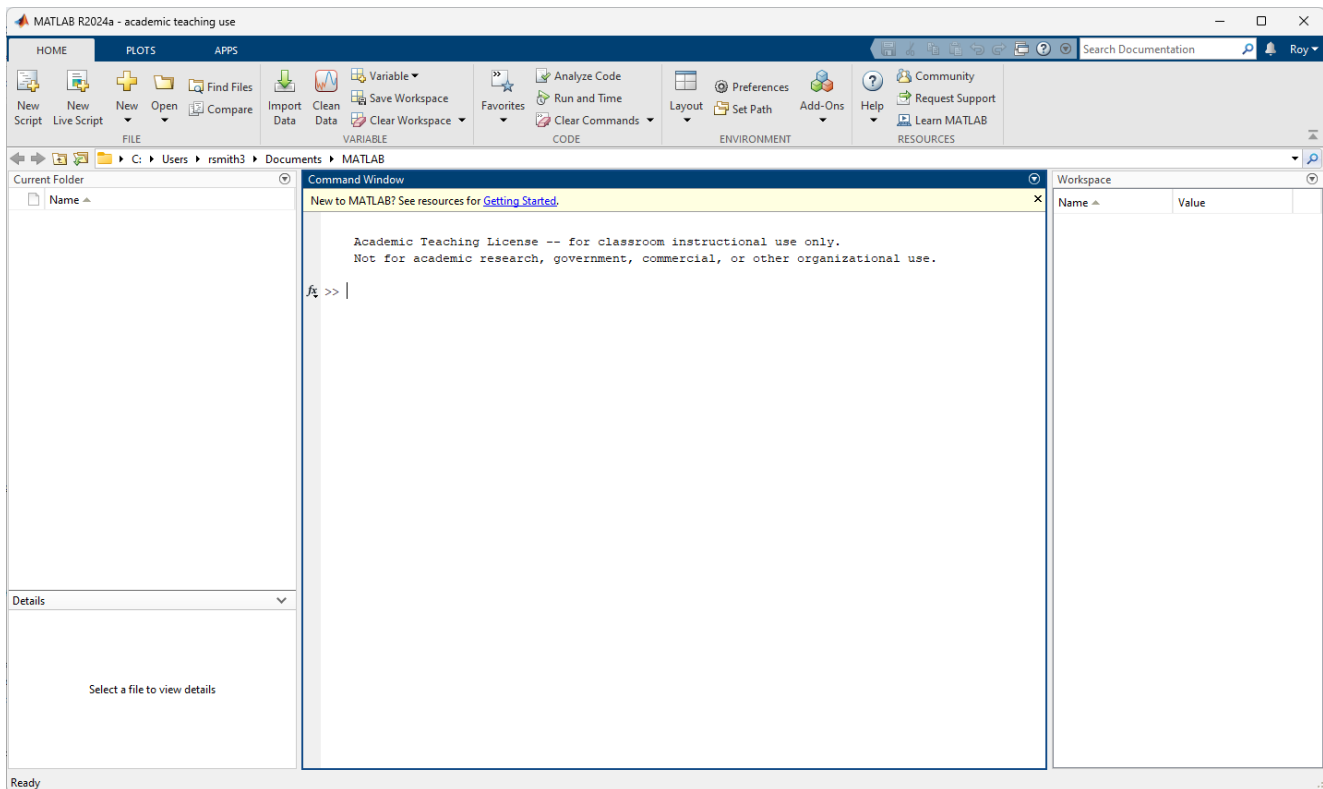 MATLAB R2024a - academic teaching use
HOME PLOTS APPS
Search Documentation
Roy
New Script
New Live Script
New
Open
Find Files
Compare
FILE
Import Data
Clean Data
Variable
Save Workspace
Clear Workspace
VARIABLE
Favorites
Analyze Code
Run and Time
Clear Commands
CODE
Layout
Preferences
Set Path
Add-Ons
ENVIRONMENT
Help
Community
Request Support
Learn MATLAB
RESOURCES
C: Users rsmith3 Documents MATLAB
Current Folder
Name
Details
Select a file to view details
Command Window
New to MATLAB? See resources for Getting Started.
Academic Teaching License -- for classroom instructional use only.
Not for academic research, government, commercial, or other organizational use.
fx >>
Workspace
Name Value
Ready